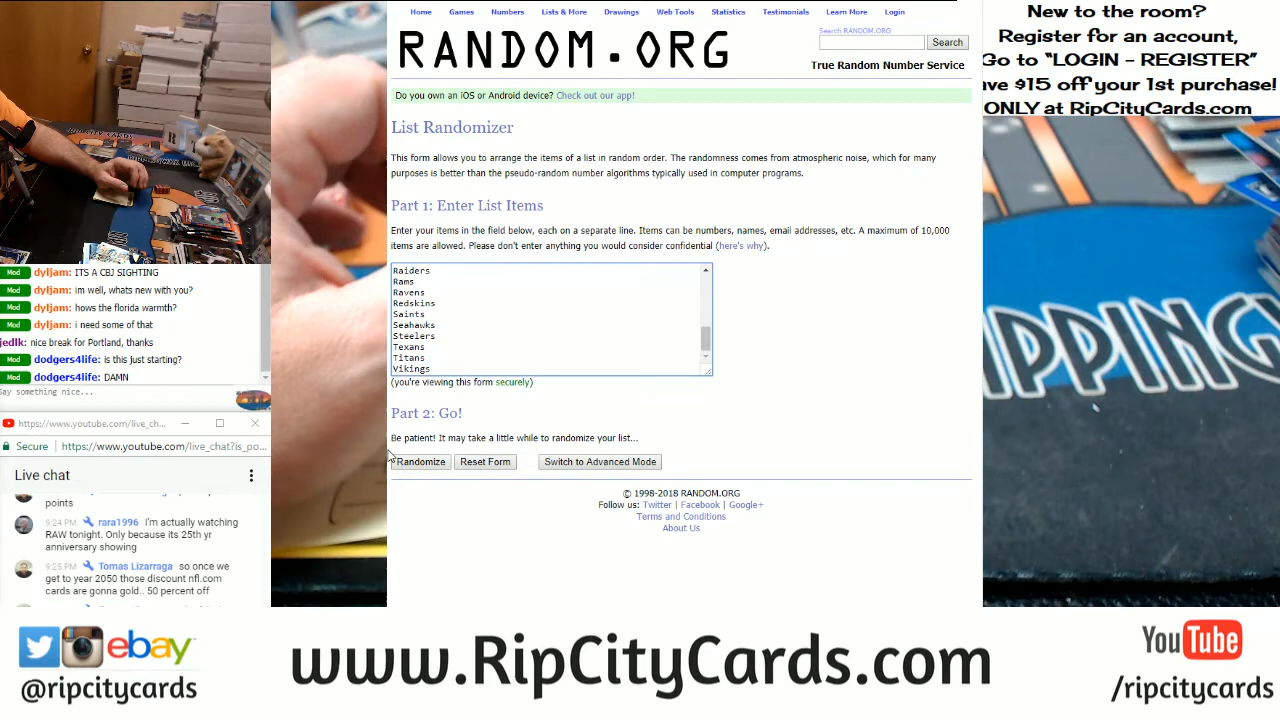 Home Games Numbers Lists & More Drawings Web Tools Statistics Testimonials Learn More Login
RANDOM.ORG
Search RANDOM.ORG
Search
True Random Number Service
Do you own an iOS or Android device? Check out our app!
List Randomizer
This form allows you to arrange the items of a list in random order. The randomness comes from atmospheric noise, which for many
purposes is better than the pseudo-random number algorithms typically used in computer programs.
Part 1: Enter List Items
Enter your items in the field below, each on a separate line. Items can be numbers, names, email addresses, etc. A maximum of 10,000
items are allowed. Please don't enter anything you would consider confidential (here's why).
Raiders
Rams
Ravens
Redskins
Saints
Seahawks
Steelers
Texans
Titans
Vikings
(you're viewing this form securely)
Part 2: Go!
Be patient! It may take a little while to randomize your list...
Randomize Reset Form Switch to Advanced Mode
© 1998-2018 RANDOM.ORG
Follow us: Twitter | Facebook | Google+
Terms and Conditions
About Us
New to the room?
Register for an account,
Go to “LOGIN - REGISTER”
ave $15 off your 1st purchase!
ONLY at RipCityCards.com
Mod dyljam: ITS A CBJ SIGHTING
Mod dyljam: im well, whats new with you?
Mod dyljam: hows the florida warmth?
Mod dyljam: i need some of that
jedlk: nice break for Portland, thanks
Mod dodgers4life: is this just starting?
Mod dodgers4life: DAMN
Say something nice...
https://www.youtube.com/live_ch...
Secure https://www.youtube.com/live_chat?is_po...
Live chat
points
9:24 PM rara1996 I'm actually watching
RAW tonight. Only because its 25th yr
anniversary showing
9:25 PM Tomas Lizarraga so once we
get to year 2050 those discount nfl.com
cards are gonna gold.. 50 percent off
IPPING
ebay
@ripcitycards
www.RipCityCards.com
YouTube
/ripcitycards